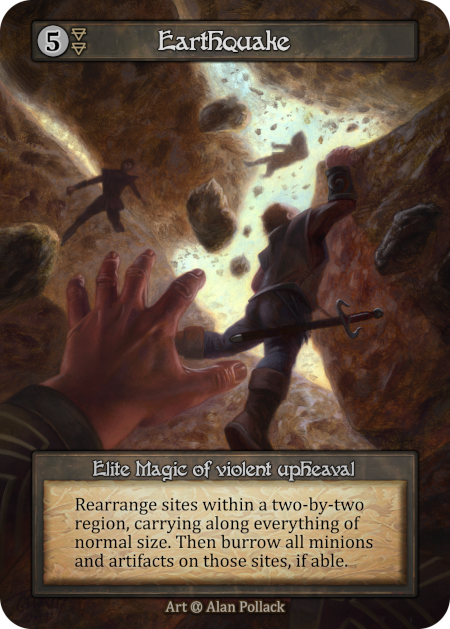 5
Earthquake
Elite Magic of violent upheaval
Rearrange sites within a two-by-two
region, carrying along everything of
normal size. Then burrow all minions
and artifacts on those sites, if able.
Art @ Alan Pollack